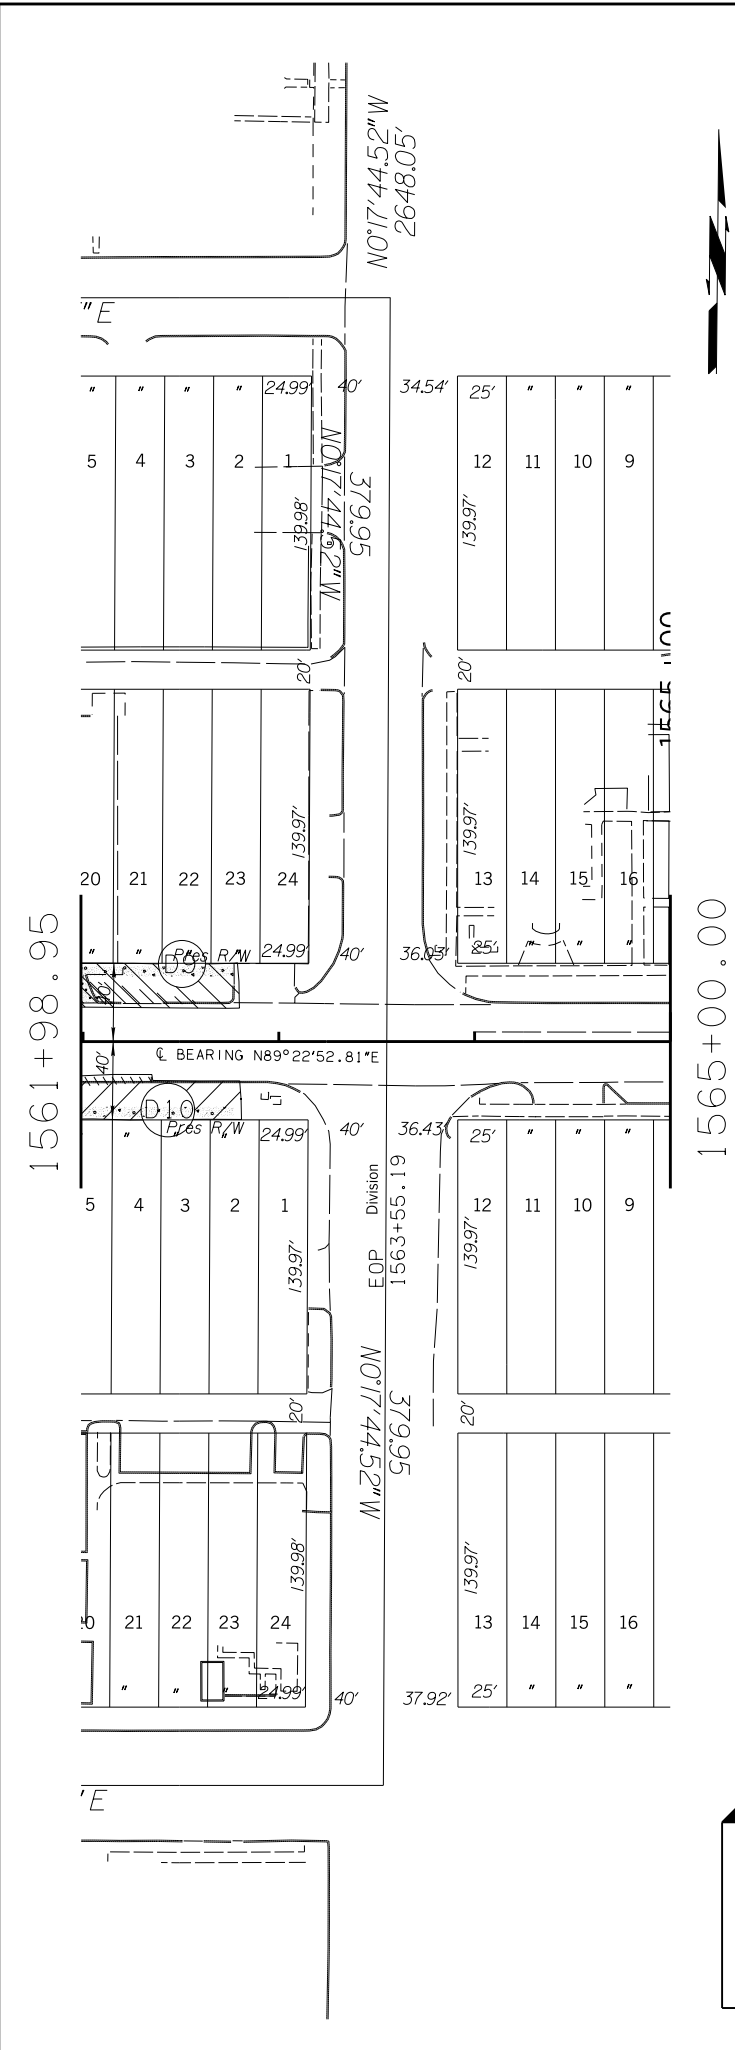 N0°17'44.52"W
2648.05'
"E
" " " " 24.99' 40' 34.54' 25' " " "
5 4 3 2 1 12 11 10 9
N0°17'44.52"W
379.95
139.98'
139.97'
1565+00
20' 20'
139.97' 139.97'
20 21 22 23 24 13 14 15 16
" " " " 24.99' 40' 36.03' 25' " " "
Pres R/W
D9
40'
1561+98.95
1565+00.00
40'
℄ BEARING N89°22'52.81"E
D10
Pres R/W
" " " 24.99' 40' 36.43' 25' " " "
EOP Division
1563+55.19
5 4 3 2 1 12 11 10 9
139.97' 139.97'
N0°17'44.52"W
379.95
20' 20'
139.98' 139.97'
20 21 22 23 24 13 14 15 16
" " " 24.99' 40' 37.92' 25' " " "
'E
N